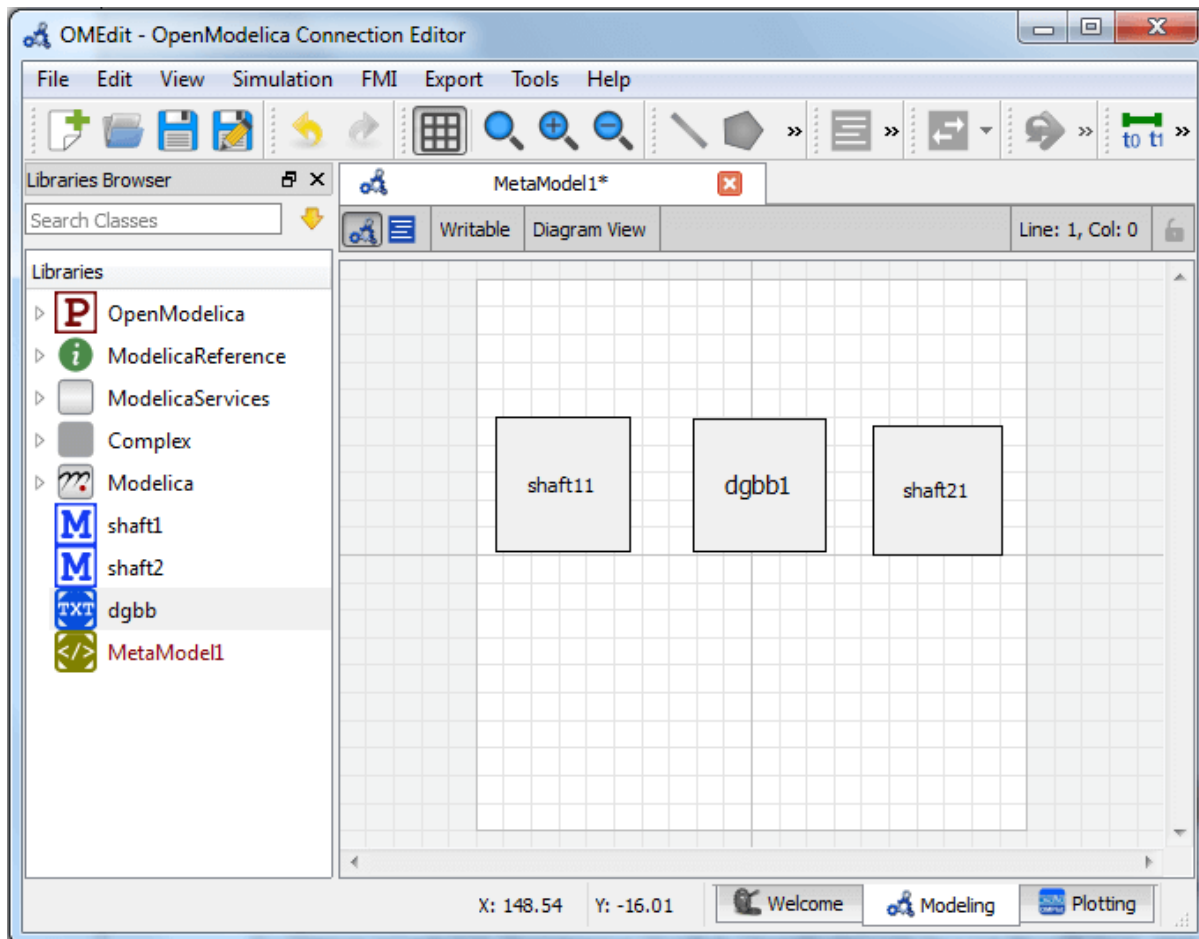 OMEdit - OpenModelica Connection Editor
File Edit View Simulation FMI Export Tools Help
t0 t1
Libraries Browser
MetaModel1*
Search Classes
Writable Diagram View Line: 1, Col: 0
Libraries
P OpenModelica
i ModelicaReference
ModelicaServices
Complex
m Modelica
M shaft1
M shaft2
TXT dgbb
</> MetaModel1
shaft11 dgbb1 shaft21
X: 148.54 Y: -16.01 Welcome Modeling Plotting